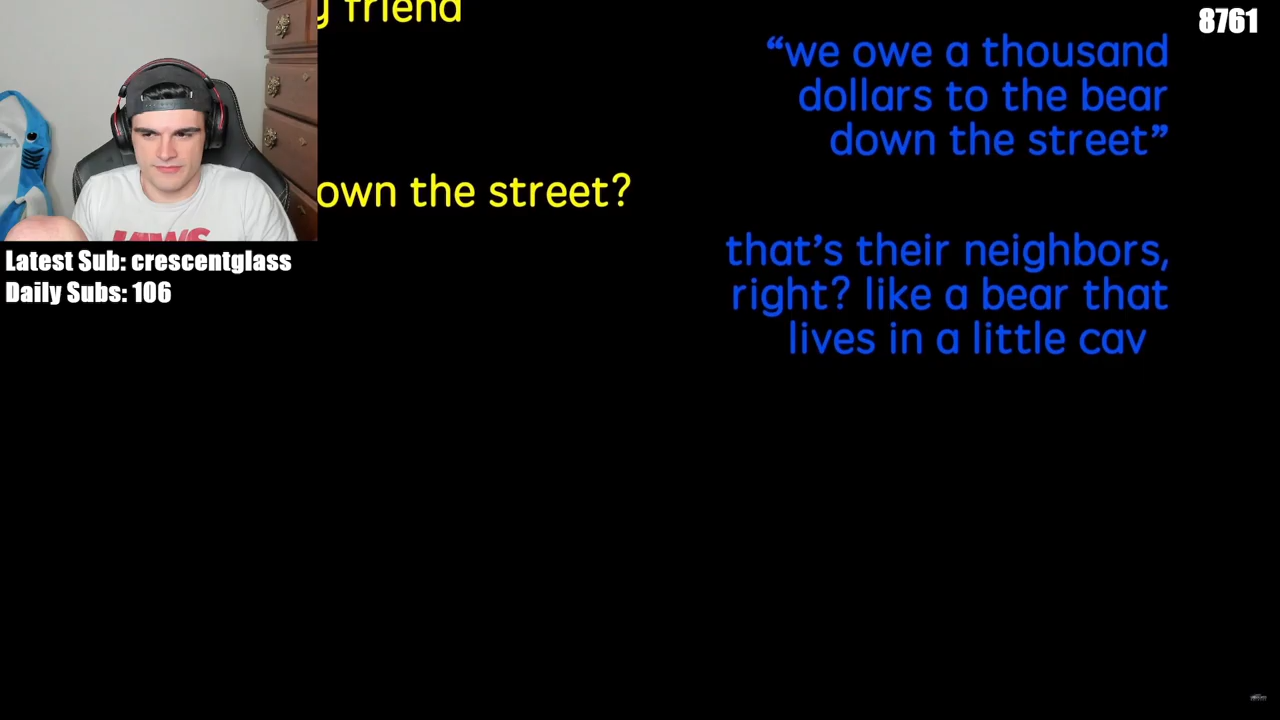 y friend
8761
“we owe a thousand
dollars to the bear
down the street”
own the street?
JAWS
that’s their neighbors,
right? like a bear that
lives in a little cav
Latest Sub: crescentglass
Daily Subs: 106